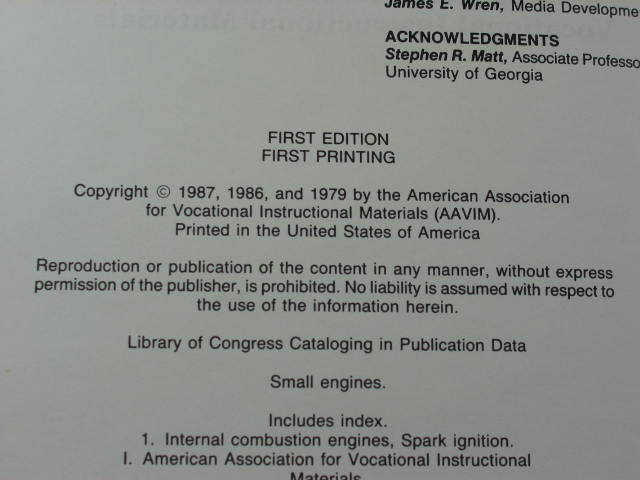 James E. Wren, Media Developme
ACKNOWLEDGMENTS
Stephen R. Matt, Associate Professo
University of Georgia
FIRST EDITION
FIRST PRINTING
Copyright © 1987, 1986, and 1979 by the American Association
for Vocational Instructional Materials (AAVIM).
Printed in the United States of America
Reproduction or publication of the content in any manner, without express
permission of the publisher, is prohibited. No liability is assumed with respect to
the use of the information herein.
Library of Congress Cataloging in Publication Data
Small engines.
Includes index.
1. Internal combustion engines, Spark ignition.
I. American Association for Vocational Instructional
Materials